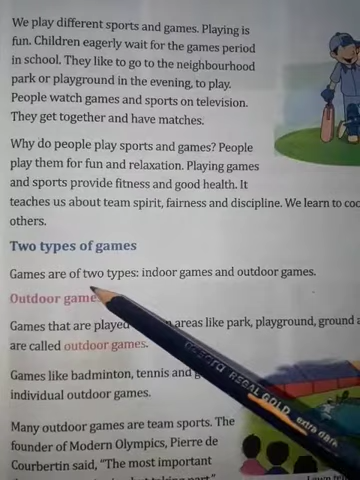 We play different sports and games. Playing is
fun. Children eagerly wait for the games period
in school. They like to go to the neighbourhood
park or playground in the evening, to play.
People watch games and sports on television.
They get together and have matches.
Why do people play sports and games? People
play them for fun and relaxation. Playing games
and sports provide fitness and good health. It
teaches us about team spirit, fairness and discipline. We learn to
others.
Two types of games
Games are of two types: indoor games and outdoor games.
Outdoor game
Games that are played areas like park, playground, ground
are called outdoor games.
Games like badminton, tennis and
individual outdoor games.
Many outdoor games are team sports. The
founder of Modern Olympics, Pierre de
Courbertin said, "The most important
REGAL GOLD extra dark